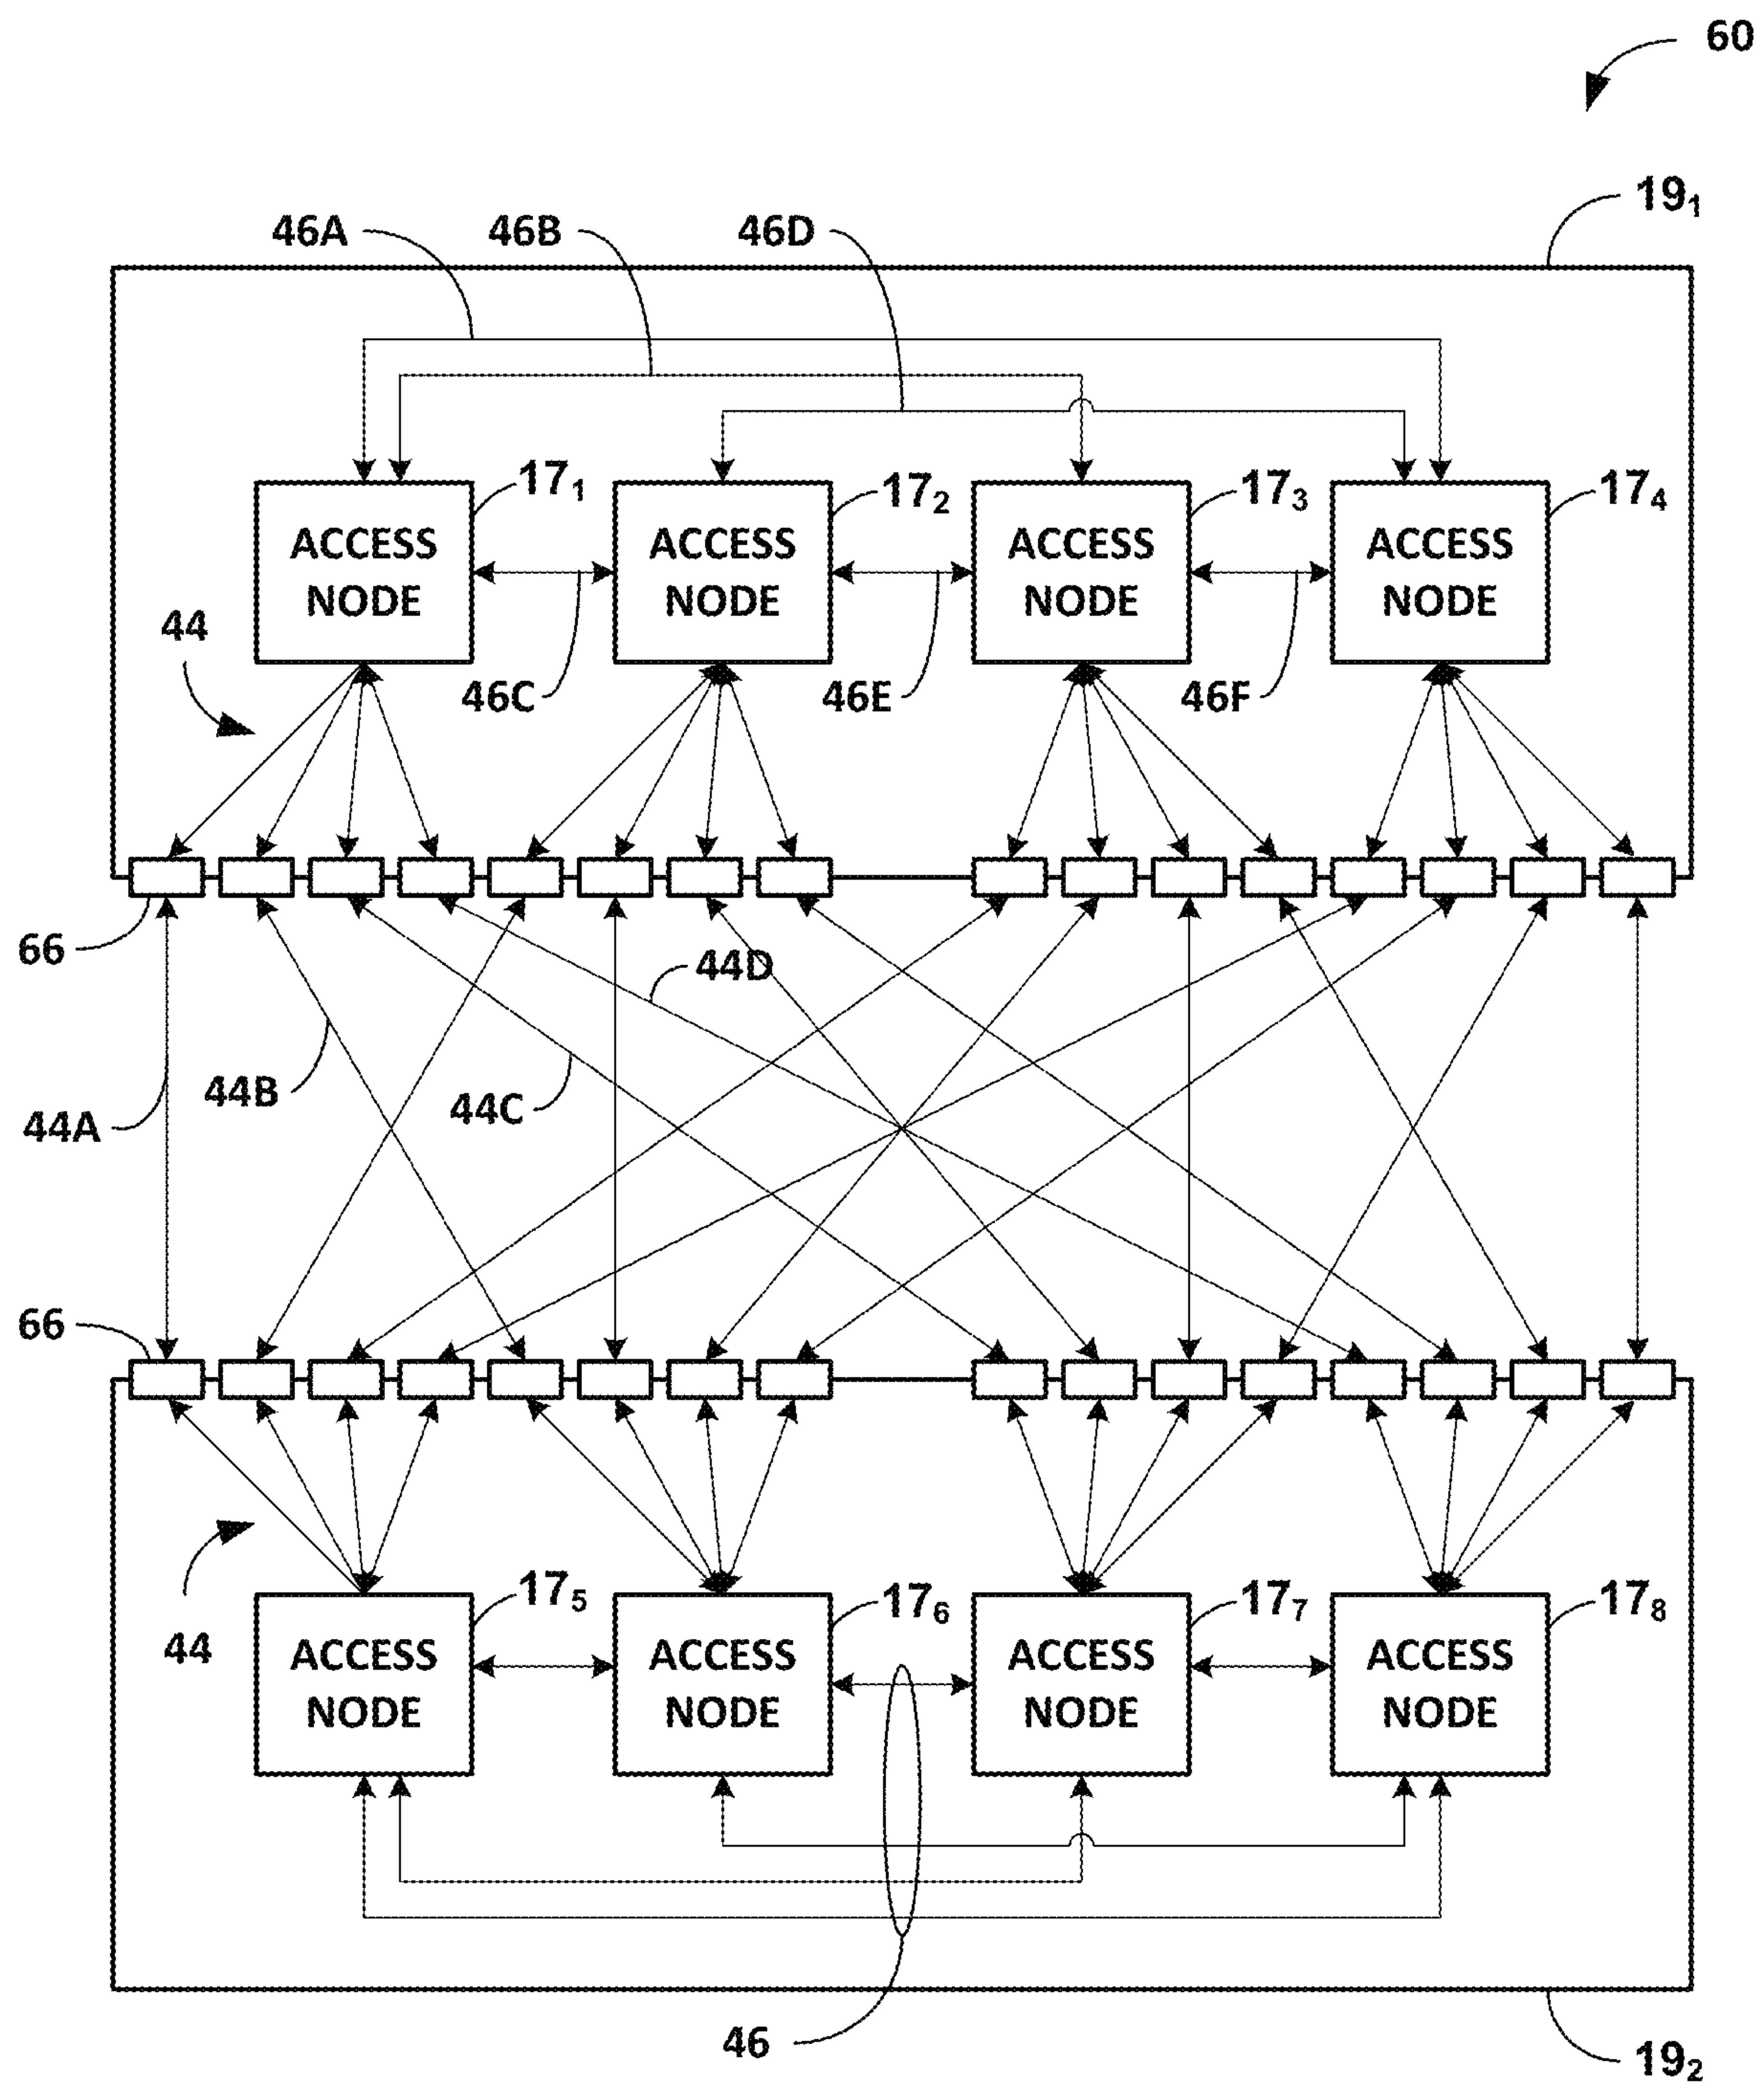 60
19₁
46A
46B
46D
17₁
17₂
17₃
17₄
ACCESS
NODE
ACCESS
NODE
ACCESS
NODE
ACCESS
NODE
44
46C
46E
46F
66
44D
44B
44C
44A
66
44
17₅
17₆
17₇
17₈
ACCESS
NODE
ACCESS
NODE
ACCESS
NODE
ACCESS
NODE
46
19₂